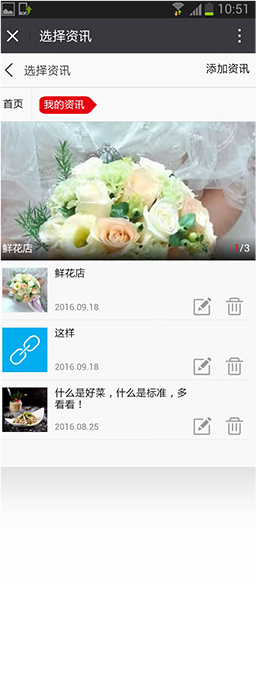 10:51
选择资讯
选择资讯
添加资讯
首页
我的资讯
鲜花店
1/3
鲜花店
2016.09.18
这样
2016.09.18
什么是好菜，什么是标准，多
看看！
2016.08.25